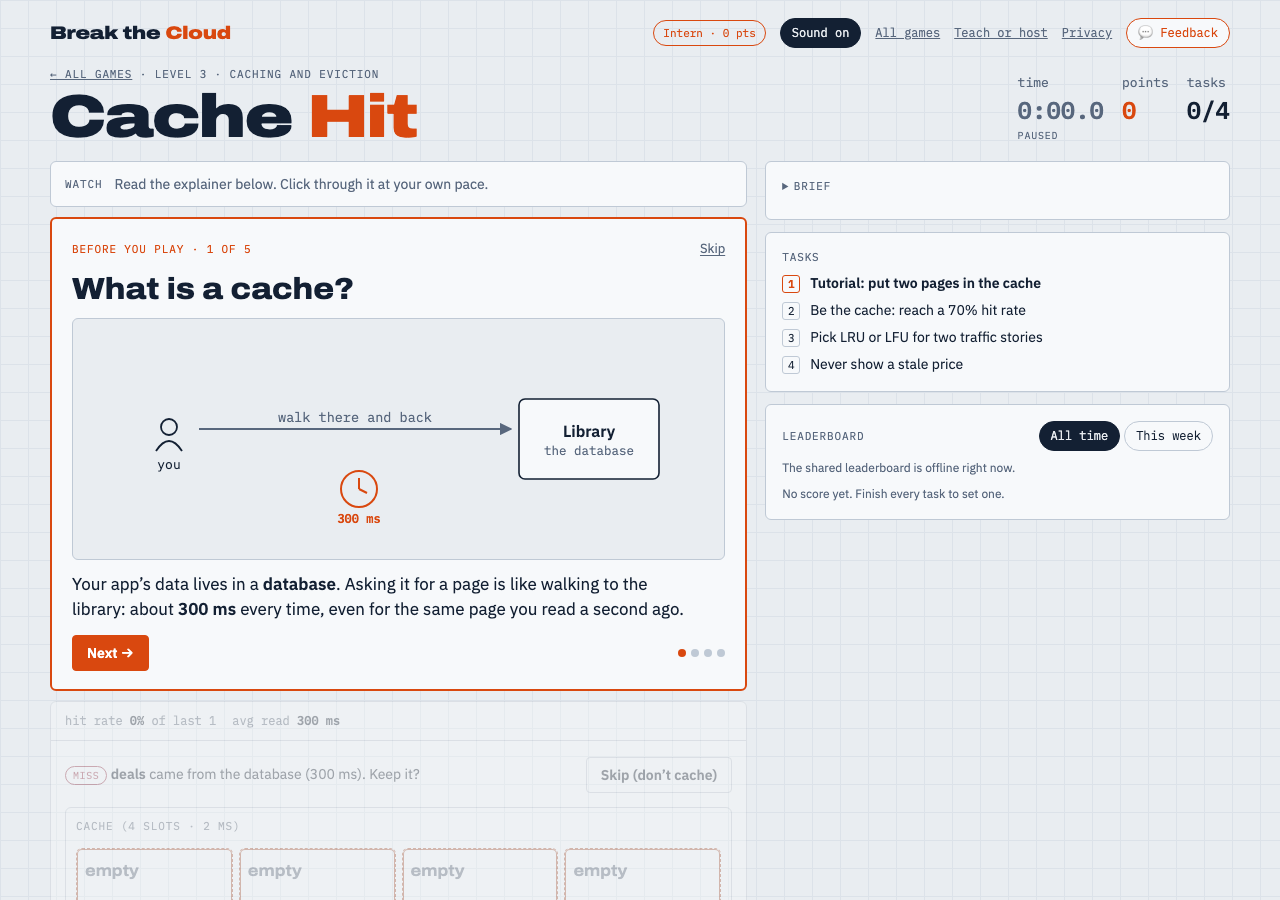 Break the Cloud
Intern · 0 pts
Sound on
All games
Teach or host
Privacy
💬 Feedback
← ALL GAMES · LEVEL 3 · CACHING AND EVICTION
Cache Hit
time
points
tasks
0:00.0
0
0/4
PAUSED
WATCH Read the explainer below. Click through it at your own pace.
BEFORE YOU PLAY · 1 OF 5
Skip
What is a cache?
walk there and back
you
Library
the database
300 ms
Your app’s data lives in a database. Asking it for a page is like walking to the
library: about 300 ms every time, even for the same page you read a second ago.
Next →
hit rate 0% of last 1 avg read 300 ms
MISS deals came from the database (300 ms). Keep it?
Skip (don’t cache)
CACHE (4 SLOTS · 2 MS)
empty
empty
empty
empty
▶ BRIEF
TASKS
1 Tutorial: put two pages in the cache
2 Be the cache: reach a 70% hit rate
3 Pick LRU or LFU for two traffic stories
4 Never show a stale price
LEADERBOARD
All time
This week
The shared leaderboard is offline right now.
No score yet. Finish every task to set one.